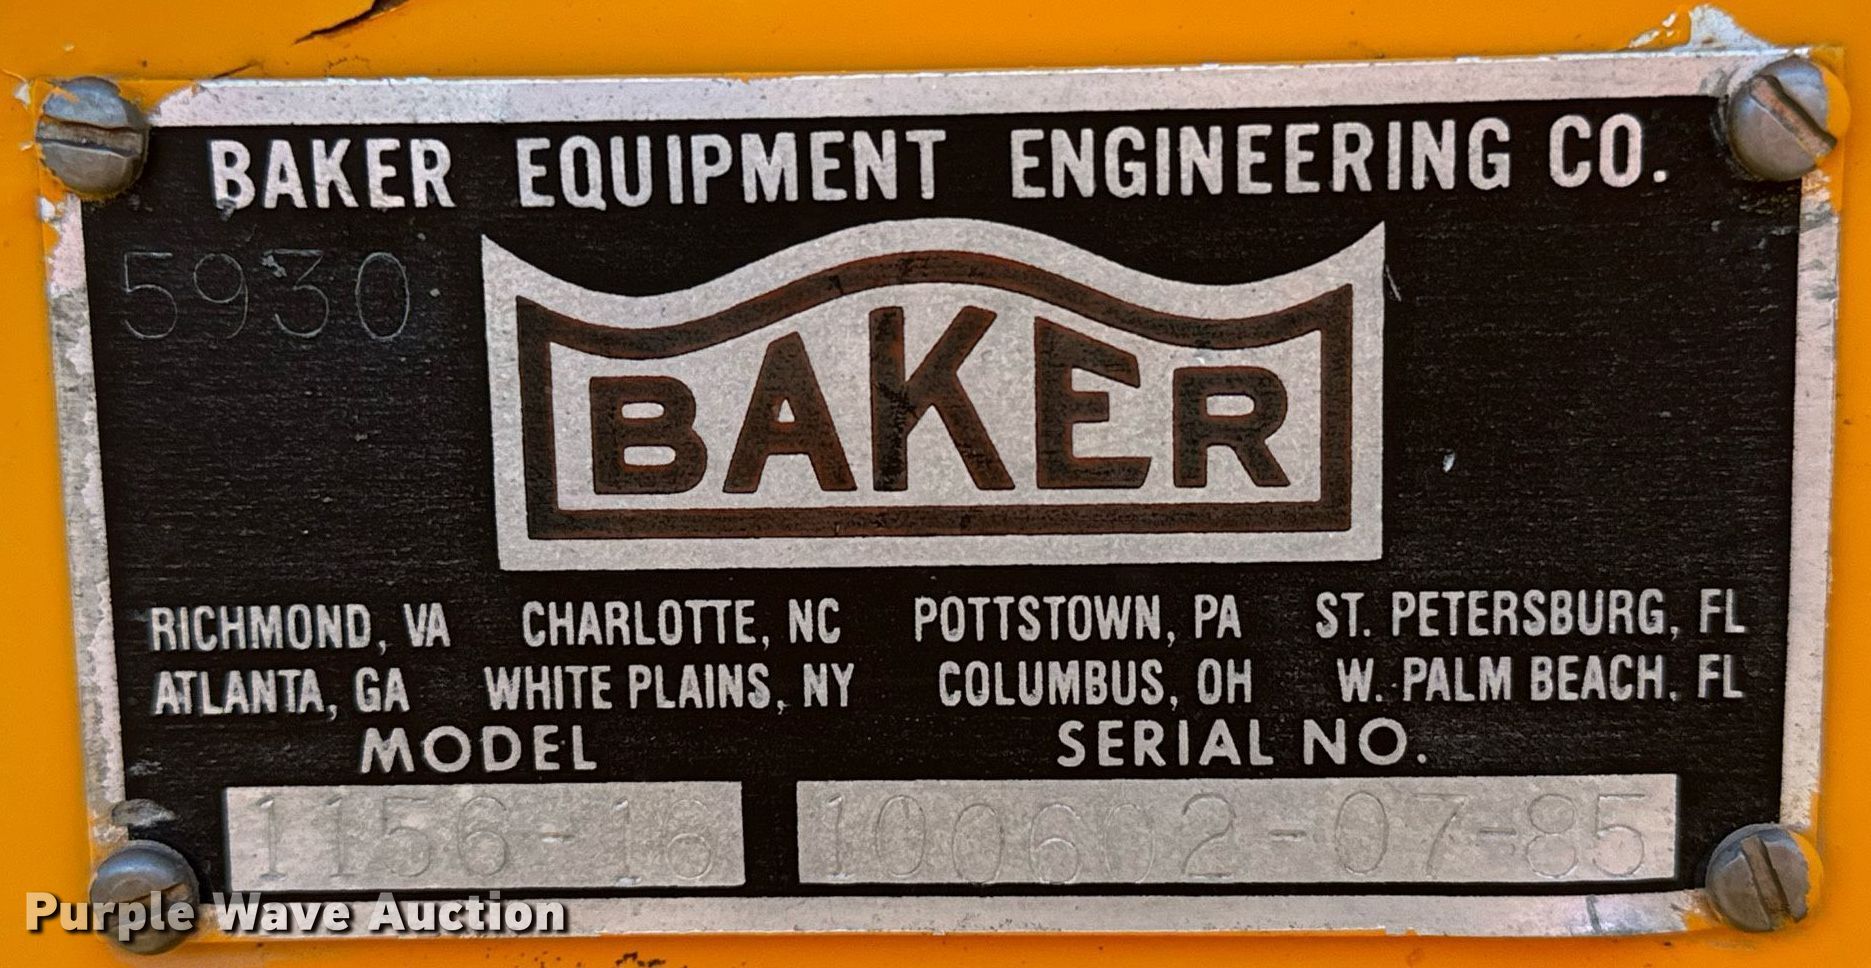 BAKER EQUIPMENT ENGINEERING CO.
5930
BAKER
RICHMOND, VA CHARLOTTE, NC POTTSTOWN, PA ST. PETERSBURG, FL
ATLANTA, GA WHITE PLAINS, NY COLUMBUS, OH W. PALM BEACH, FL
MODEL SERIAL NO.
1156-16 100602-07-85
Purple Wave Auction